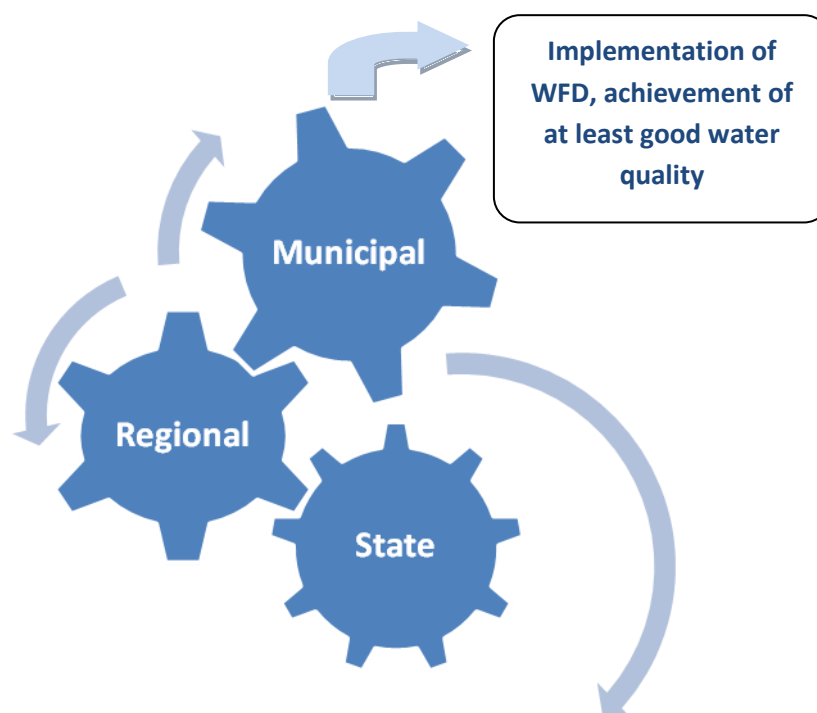 Implementation of
WFD, achievement of
at least good water
quality
Municipal
Regional
State